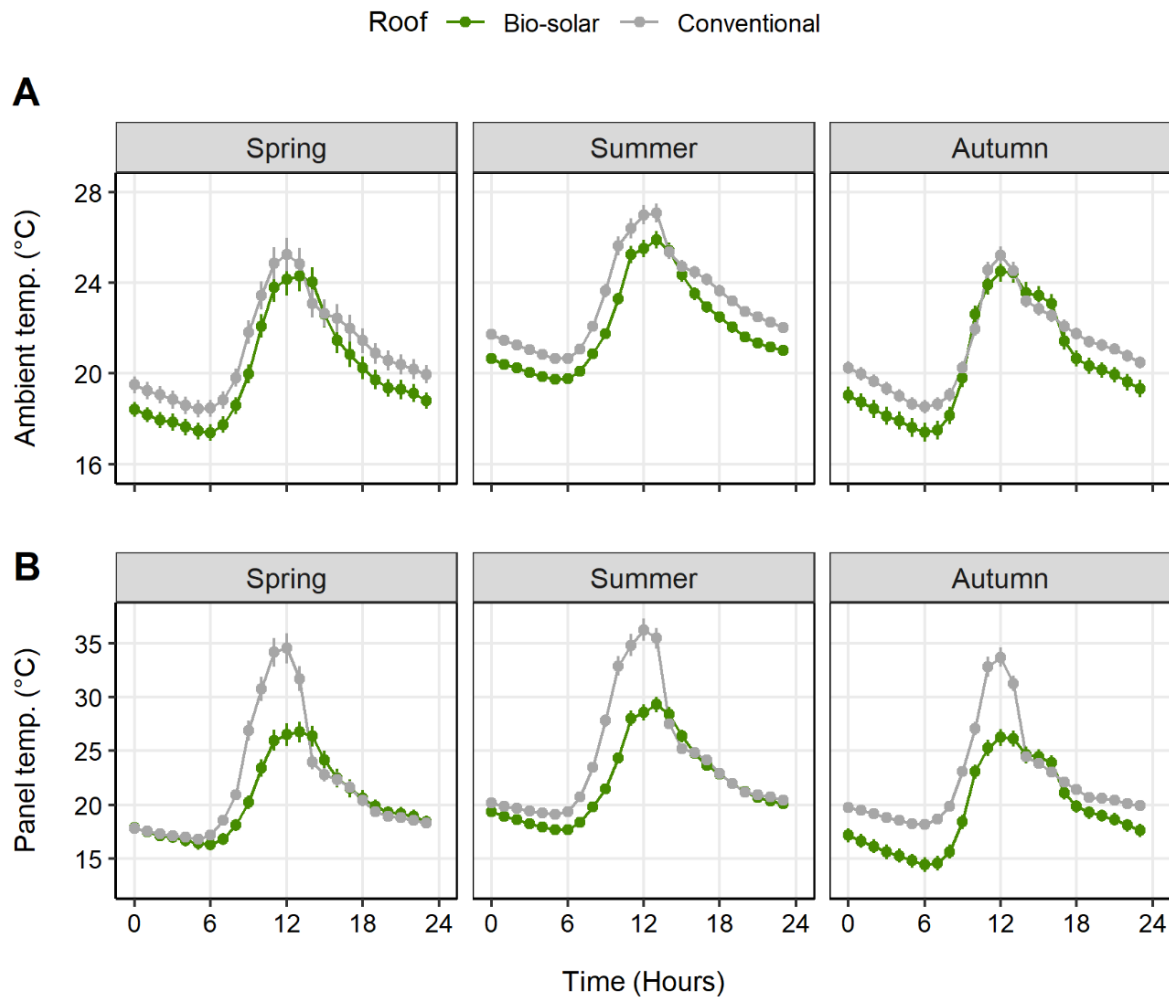 Roof Bio-solar Conventional
A
Spring Summer Autumn
28
24
20
16
Ambient temp. (°C)
B
Spring Summer Autumn
35
30
25
20
15
Panel temp. (°C)
0 6 12 18 24 0 6 12 18 24 0 6 12 18 24
Time (Hours)